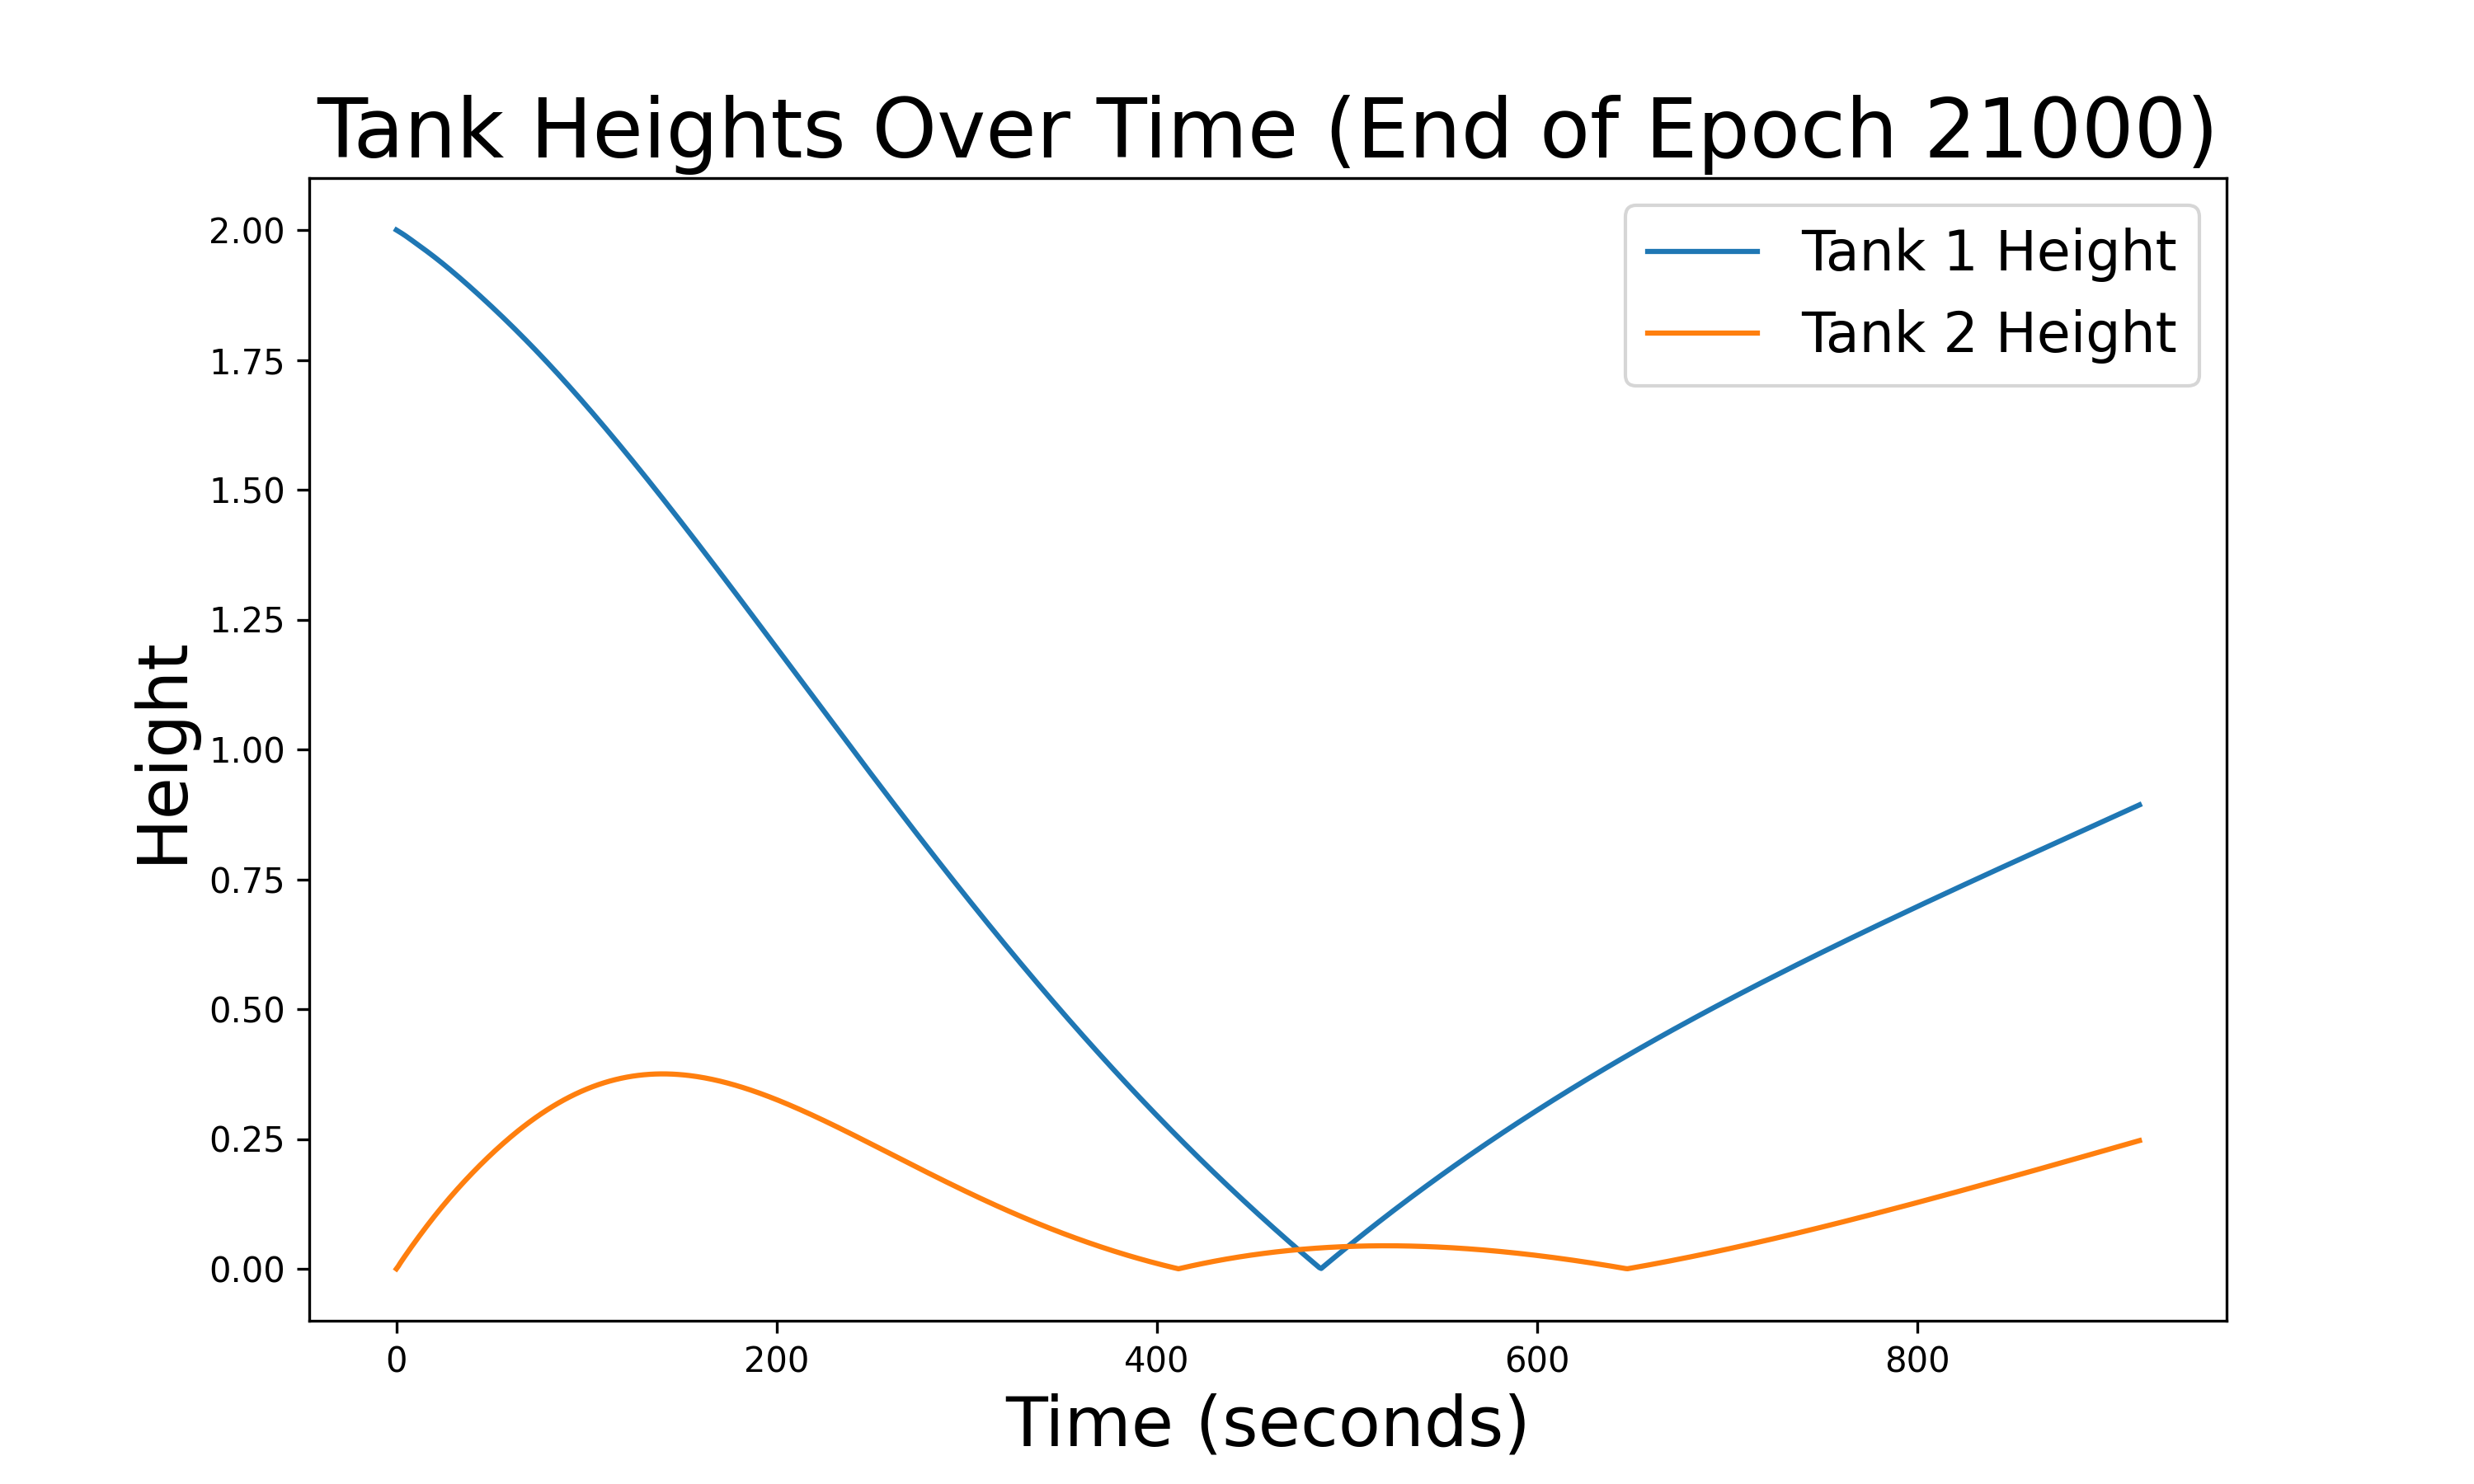 Tank Heights Over Time (End of Epoch 21000)
Tank 1 Height
Tank 2 Height
2.00
1.75
1.50
1.25
1.00
0.75
0.50
0.25
0.00
Height
0 200 400 600 800
Time (seconds)